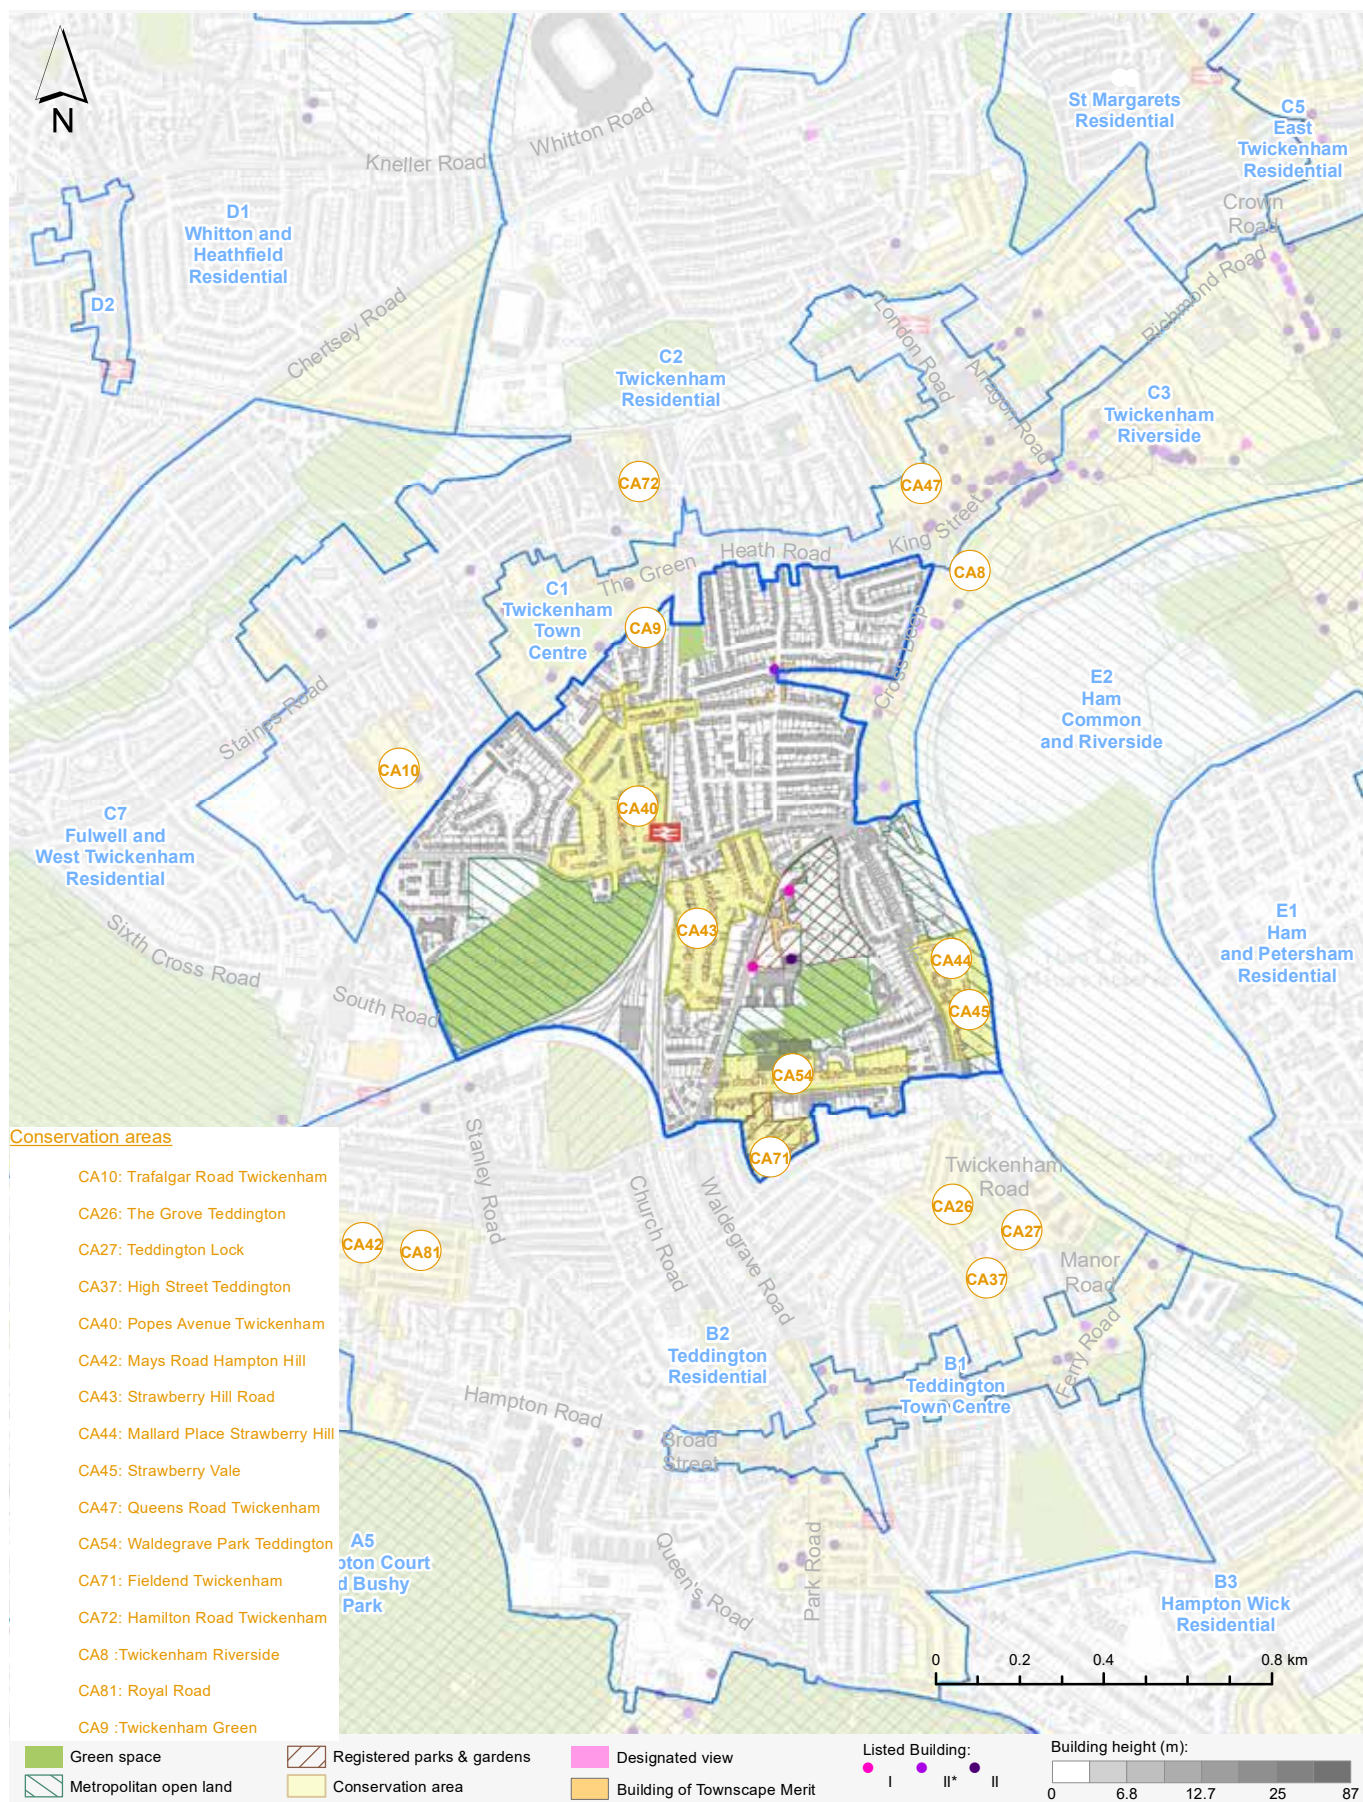 N
Whitton Road
Kneller Road
St Margarets
Residential
C5
East
Twickenham
Residential
Crown
Road
D1
Whitton and
Heathfield
Residential
D2
Chertsey Road
Richmond Road
London Road
Arragon Road
C2
Twickenham
Residential
C3
Twickenham
Riverside
CA72
CA47
King Street
Heath Road
The Green
CA8
C1
Twickenham
Town
Centre
CA9
Cross Deep
E2
Ham
Common
and Riverside
Staines Road
CA10
CA40
C7
Fulwell and
West Twickenham
Residential
Sixth Cross Road
South Road
CA43
CA44
CA45
E1
Ham
and Petersham
Residential
CA54
CA71
Stanley Road
Church Road
Waldegrave Road
Twickenham
Road
CA26
CA27
CA37
Manor
Road
Ferry Road
CA42
CA81
B2
Teddington
Residential
B1
Teddington
Town Centre
Hampton Road
Broad
Street
Queen's Road
Park Road
A5
pton Court
d Bushy
Park
B3
Hampton Wick
Residential
Conservation areas
CA10: Trafalgar Road Twickenham
CA26: The Grove Teddington
CA27: Teddington Lock
CA37: High Street Teddington
CA40: Popes Avenue Twickenham
CA42: Mays Road Hampton Hill
CA43: Strawberry Hill Road
CA44: Mallard Place Strawberry Hill
CA45: Strawberry Vale
CA47: Queens Road Twickenham
CA54: Waldegrave Park Teddington
CA71: Fieldend Twickenham
CA72: Hamilton Road Twickenham
CA8 :Twickenham Riverside
CA81: Royal Road
CA9 :Twickenham Green
0 0.2 0.4 0.8 km
Green space
Metropolitan open land
Registered parks & gardens
Conservation area
Designated view
Building of Townscape Merit
Listed Building:
I II* II
Building height (m):
0 6.8 12.7 25 87